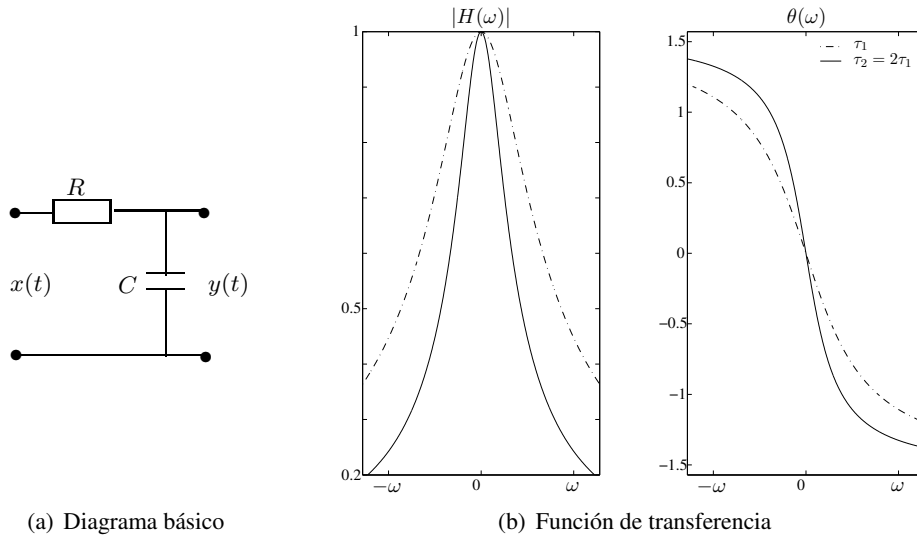 R
x(t)
C
y(t)
(a) Diagrama básico
|H(ω)|
1
0.5
0.2
−ω
0
ω
θ(ω)
τ₁
τ₂ = 2τ₁
1.5
1
0.5
0
−0.5
−1
−1.5
−ω
0
ω
(b) Función de transferencia